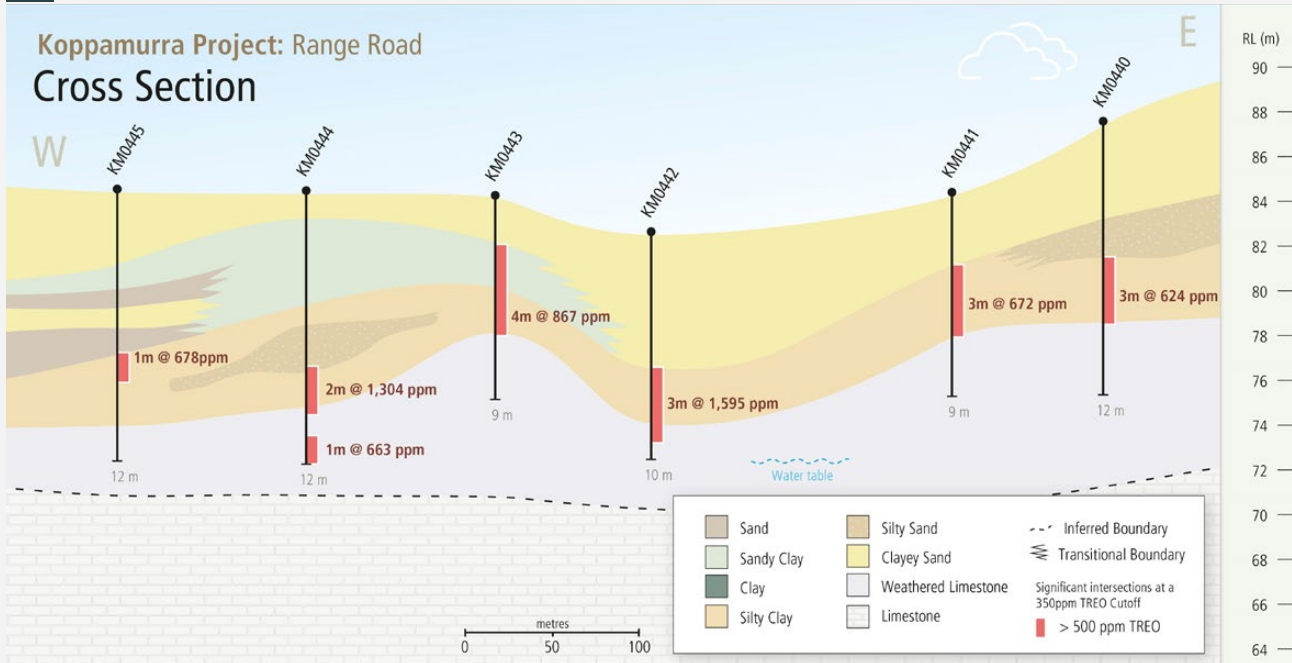 Koppamurra Project: Range Road
Cross Section
W
E
RL (m)
90
88
86
84
82
80
78
76
74
72
70
68
66
64
KM0445
KM0444
KM0443
KM0442
KM0441
KM0440
1m @ 678ppm
2m @ 1,304 ppm
1m @ 663 ppm
4m @ 867 ppm
3m @ 1,595 ppm
3m @ 672 ppm
3m @ 624 ppm
12 m
12 m
9 m
10 m
9 m
12 m
Water table
metres
0 50 100
Sand
Sandy Clay
Clay
Silty Clay
Silty Sand
Clayey Sand
Weathered Limestone
Limestone
Inferred Boundary
Transitional Boundary
Significant intersections at a
350ppm TREO Cutoff
> 500 ppm TREO